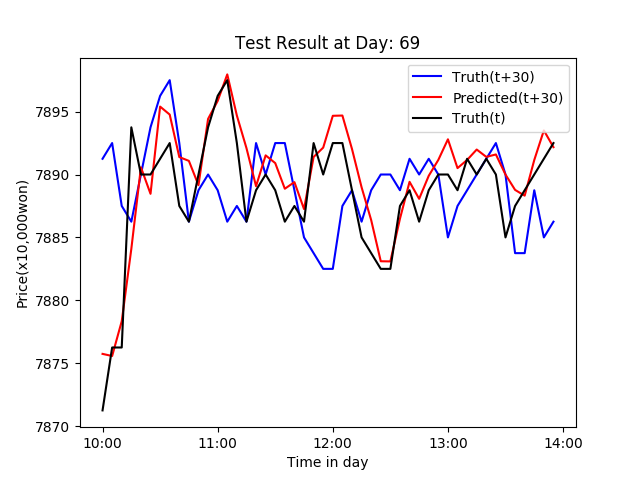 Test Result at Day: 69
Truth(t+30)
Predicted(t+30)
Truth(t)
Price(x10,000won)
7895
7890
7885
7880
7875
7870
10:00 11:00 12:00 13:00 14:00
Time in day